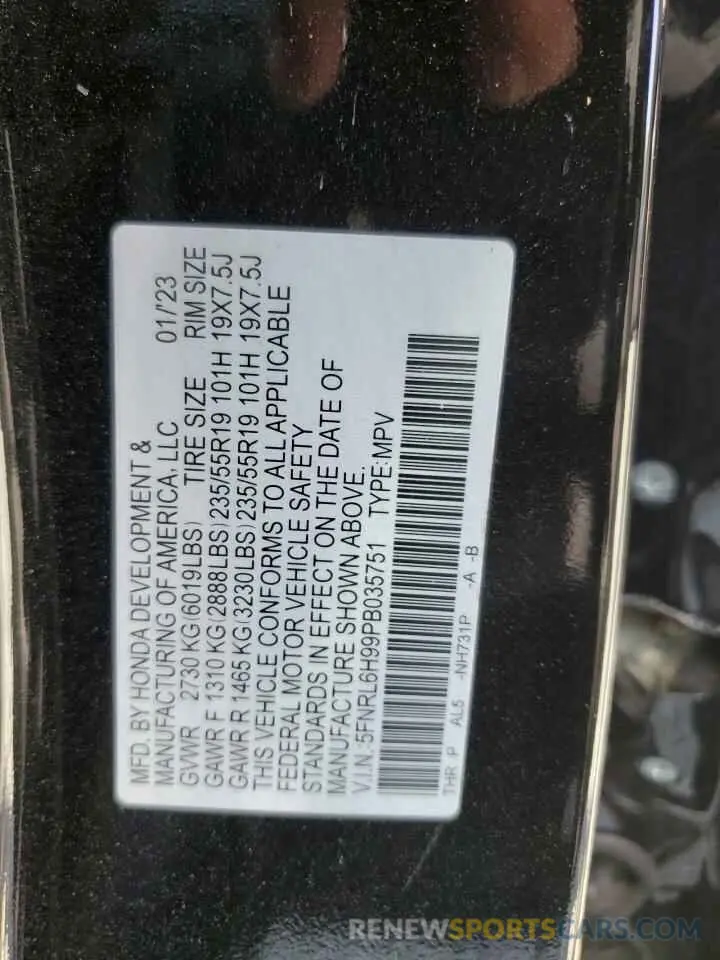 MFD. BY HONDA DEVELOPMENT &
MANUFACTURING OF AMERICA, LLC 01/'23
GVWR 2730 KG(6019LBS) TIRE SIZE RIM SIZE
GAWR F 1310 KG(2888LBS)235/55R19 101H 19X7.5J
GAWR R 1465 KG(3230LBS)235/55R19 101H 19X7.5J
THIS VEHICLE CONFORMS TO ALL APPLICABLE
FEDERAL MOTOR VEHICLE SAFETY
STANDARDS IN EFFECT ON THE DATE OF
MANUFACTURE SHOWN ABOVE.
V.I.N.:5FNRL6H99PB035751 TYPE:MPV
THR P AL5 -NH731P -A -B
RENEWSPORTSCARS.COM